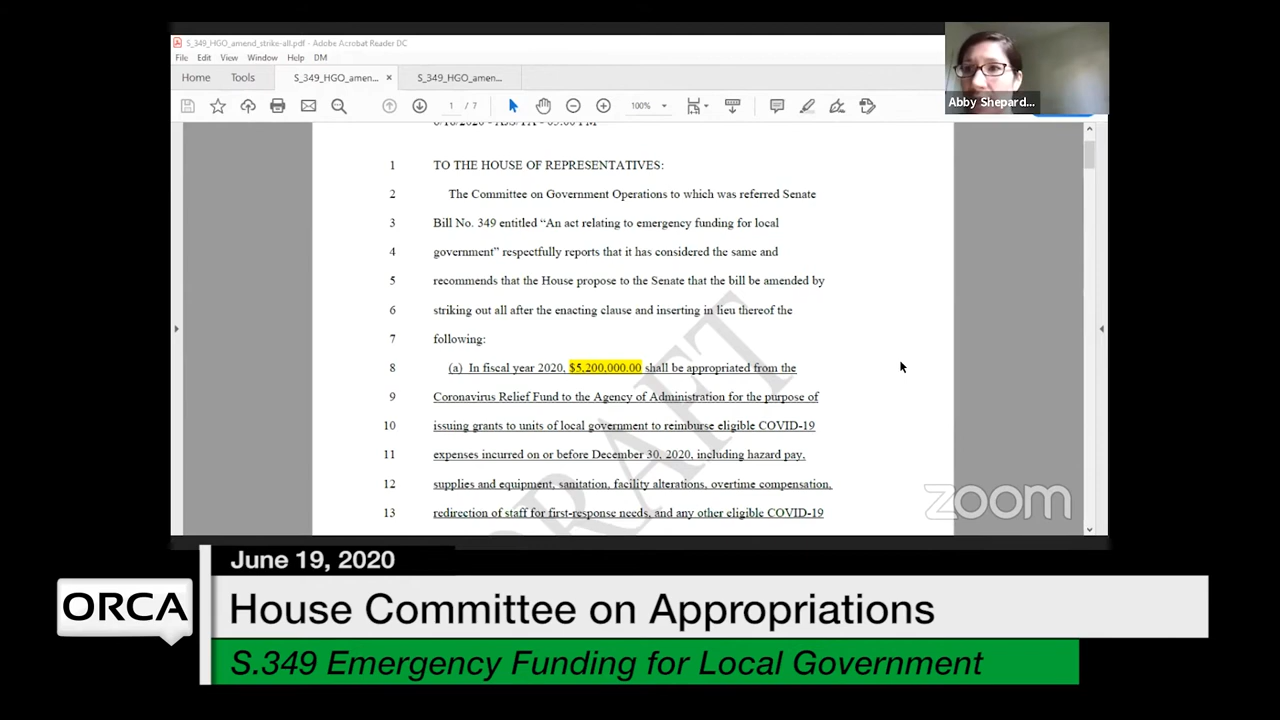 S_349_HGO_amend_strike-all.pdf - Adobe Acrobat Reader DC
File Edit View Window Help DM
Home Tools S_349_HGO_amen... × S_349_HGO_amen...
1 / 7 100%
Abby Shepard...
1 TO THE HOUSE OF REPRESENTATIVES:
2 The Committee on Government Operations to which was referred Senate
3 Bill No. 349 entitled “An act relating to emergency funding for local
4 government” respectfully reports that it has considered the same and
5 recommends that the House propose to the Senate that the bill be amended by
6 striking out all after the enacting clause and inserting in lieu thereof the
7 following:
8 (a) In fiscal year 2020, $5,200,000.00 shall be appropriated from the
9 Coronavirus Relief Fund to the Agency of Administration for the purpose of
10 issuing grants to units of local government to reimburse eligible COVID-19
11 expenses incurred on or before December 30, 2020, including hazard pay,
12 supplies and equipment, sanitation, facility alterations, overtime compensation,
13 redirection of staff for first-response needs, and any other eligible COVID-19
DRAFT
zoom
June 19, 2020
ORCA
House Committee on Appropriations
S.349 Emergency Funding for Local Government